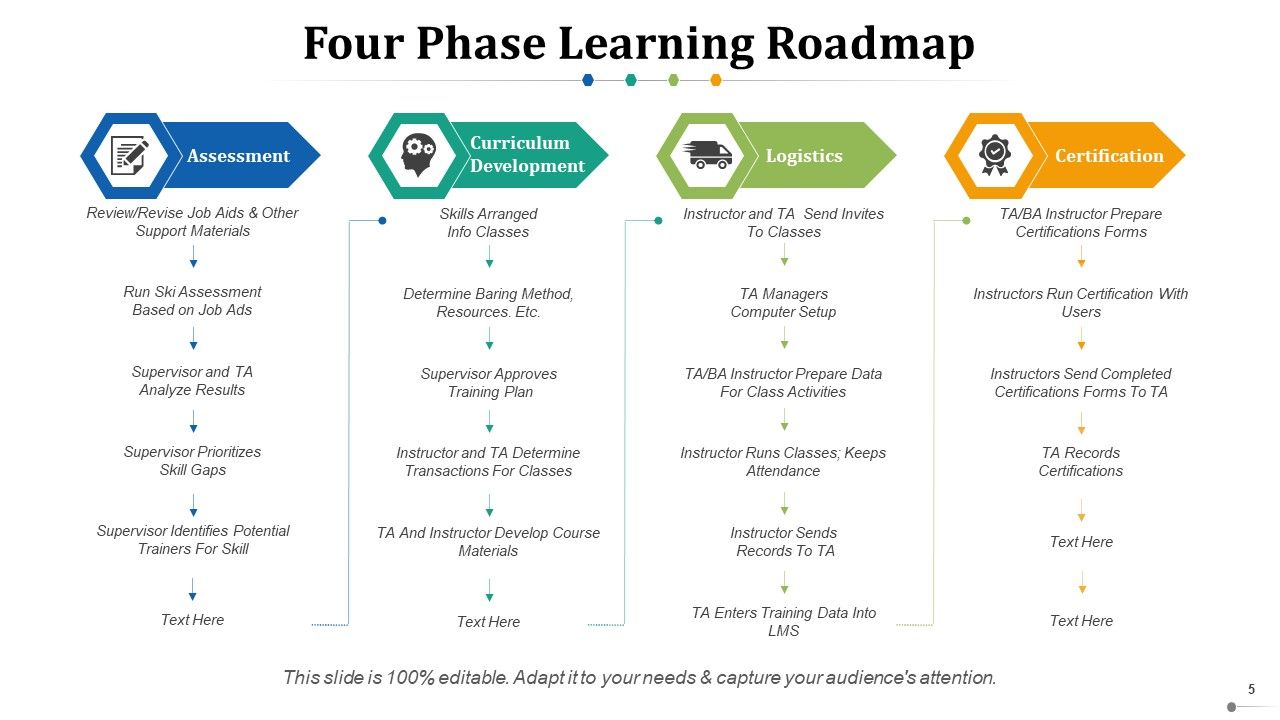 Four Phase Learning Roadmap
Assessment
Review/Revise Job Aids & Other
Support Materials
Run Ski Assessment
Based on Job Ads
Supervisor and TA
Analyze Results
Supervisor Prioritizes
Skill Gaps
Supervisor Identifies Potential
Trainers For Skill
Text Here
Curriculum
Development
Skills Arranged
Info Classes
Determine Baring Method,
Resources. Etc.
Supervisor Approves
Training Plan
Instructor and TA Determine
Transactions For Classes
TA And Instructor Develop Course
Materials
Text Here
Logistics
Instructor and TA Send Invites
To Classes
TA Managers
Computer Setup
TA/BA Instructor Prepare Data
For Class Activities
Instructor Runs Classes; Keeps
Attendance
Instructor Sends
Records To TA
TA Enters Training Data Into
LMS
Certification
TA/BA Instructor Prepare
Certifications Forms
Instructors Run Certification With
Users
Instructors Send Completed
Certifications Forms To TA
TA Records
Certifications
Text Here
Text Here
This slide is 100% editable. Adapt it to your needs & capture your audience's attention.
5